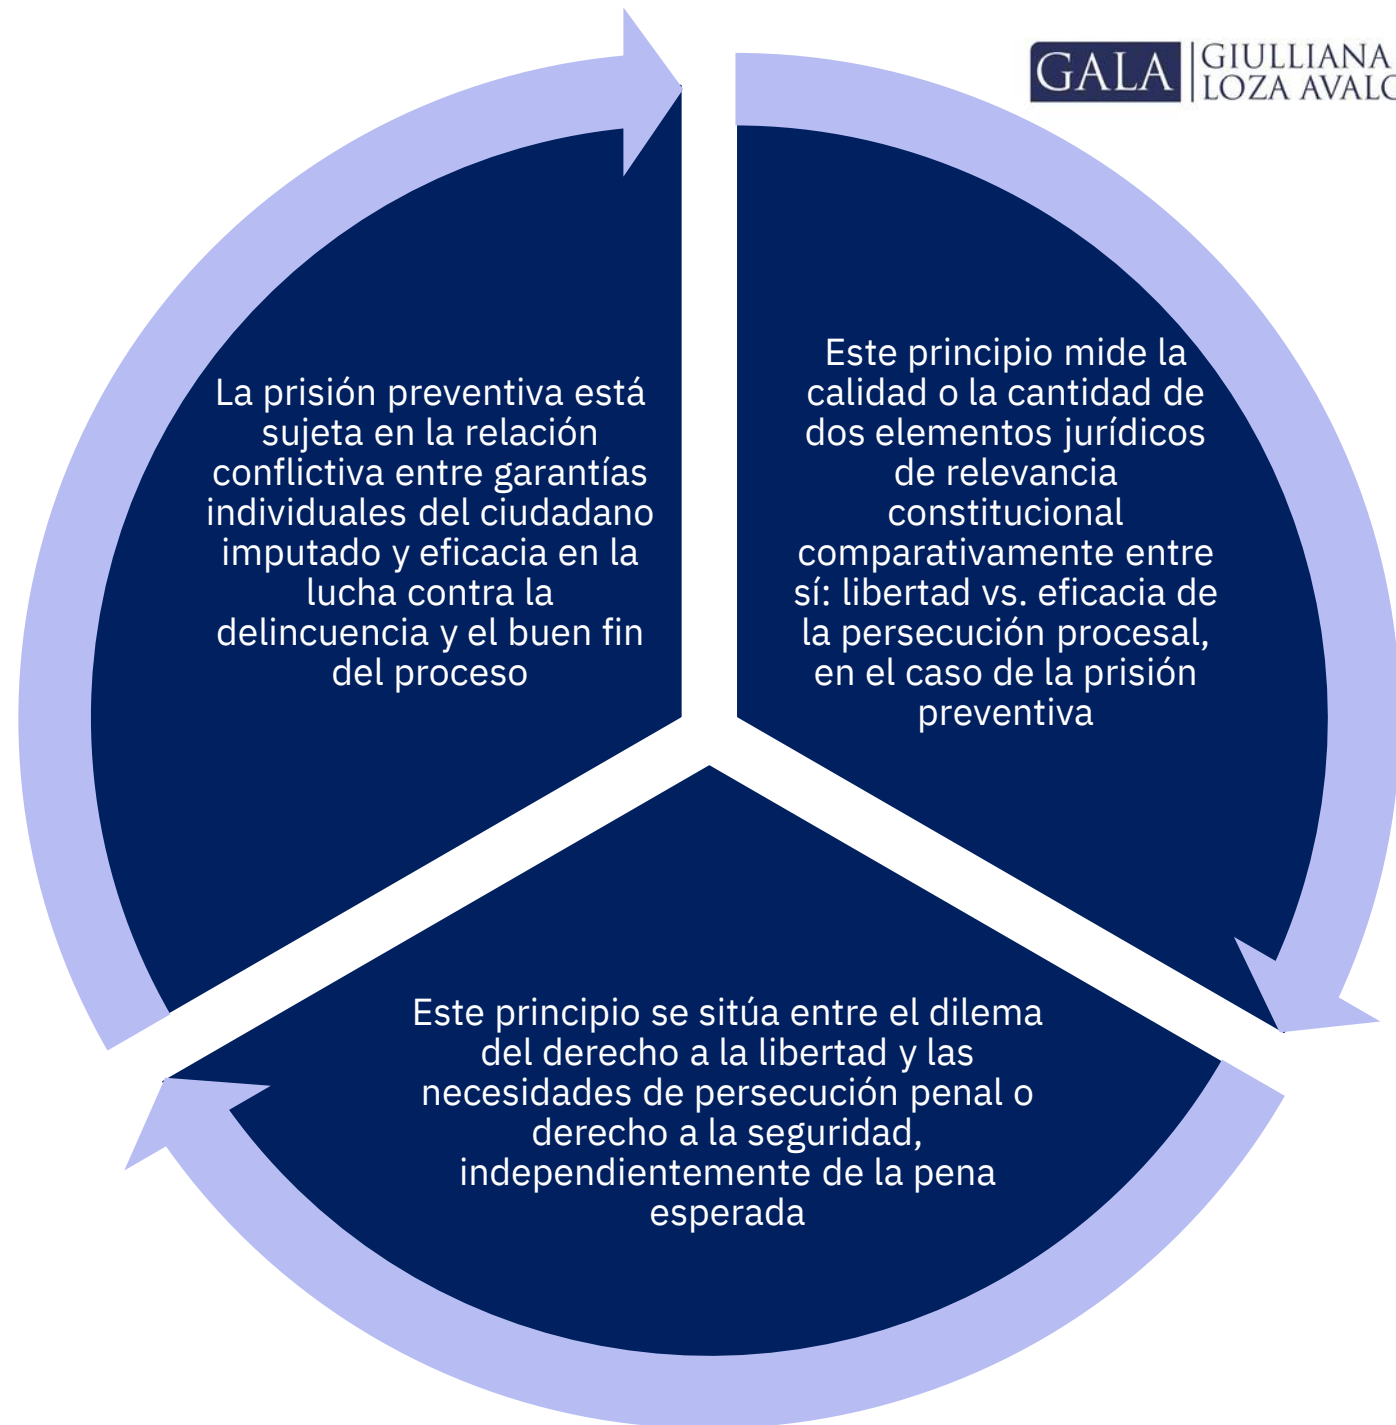 GALA
GIULLIANA
LOZA AVALO
Este principio mide la
calidad o la cantidad de
dos elementos jurídicos
de relevancia
constitucional
comparativamente entre
sí: libertad vs. eficacia de
la persecución procesal,
en el caso de la prisión
preventiva
Este principio se sitúa entre el dilema
del derecho a la libertad y las
necesidades de persecución penal o
derecho a la seguridad,
independientemente de la pena
esperada
La prisión preventiva está
sujeta en la relación
conflictiva entre garantías
individuales del ciudadano
imputado y eficacia en la
lucha contra la
delincuencia y el buen fin
del proceso